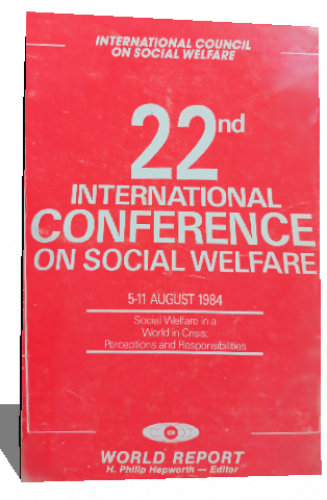 INTERNATIONAL COUNCIL
ON SOCIAL WELFARE
22nd
INTERNATIONAL
CONFERENCE
ON SOCIAL WELFARE
5-11 AUGUST 1984
Social Welfare in a
World in Crisis:
Perceptions and Responsibilities
WORLD REPORT
H. Philip Hepworth — Editor